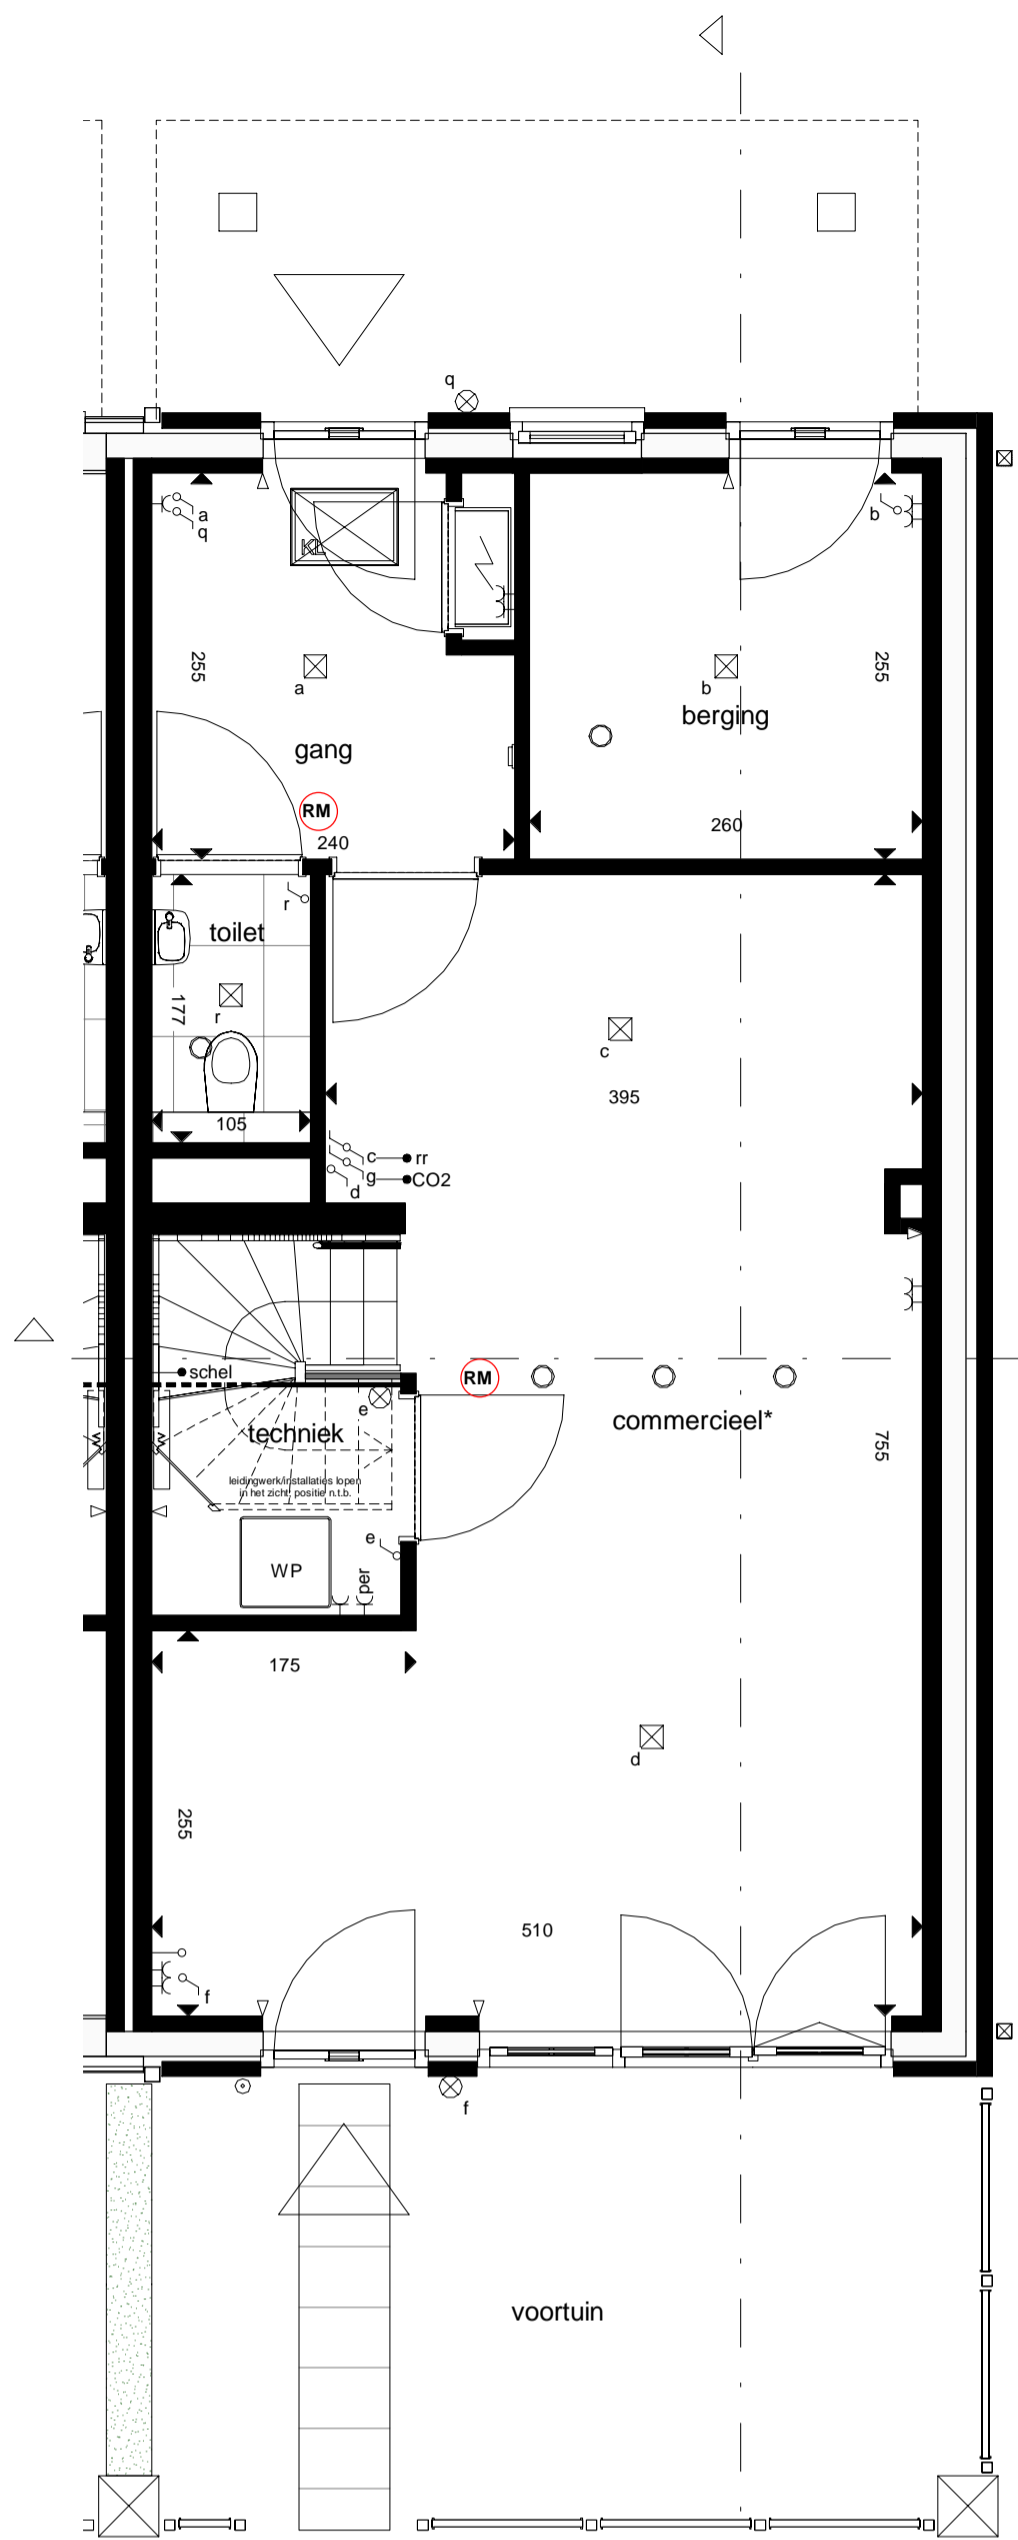 q
a
q
b
KL
255
a
b
255
berging
gang
RM
240
260
r
toilet
177
r
c
395
105
c rr
g CO2
d
schel
RM
e
commercieel*
techniek
755
leidingwerk/installaties lopen
in het zicht, positie n.t.b.
e
WP
per
175
d
255
510
f
f
voortuin